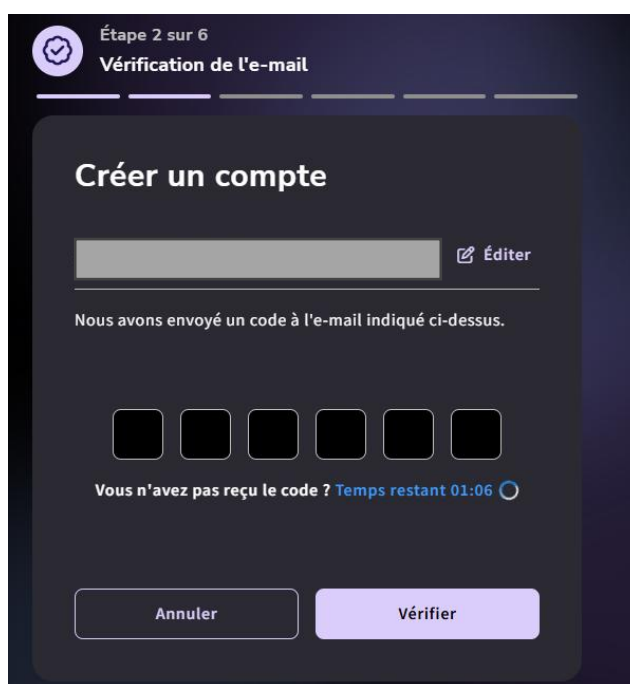 Étape 2 sur 6
Vérification de l'e-mail
Créer un compte
Éditer
Nous avons envoyé un code à l'e-mail indiqué ci-dessus.
Vous n'avez pas reçu le code ? Temps restant 01:06
Annuler
Vérifier